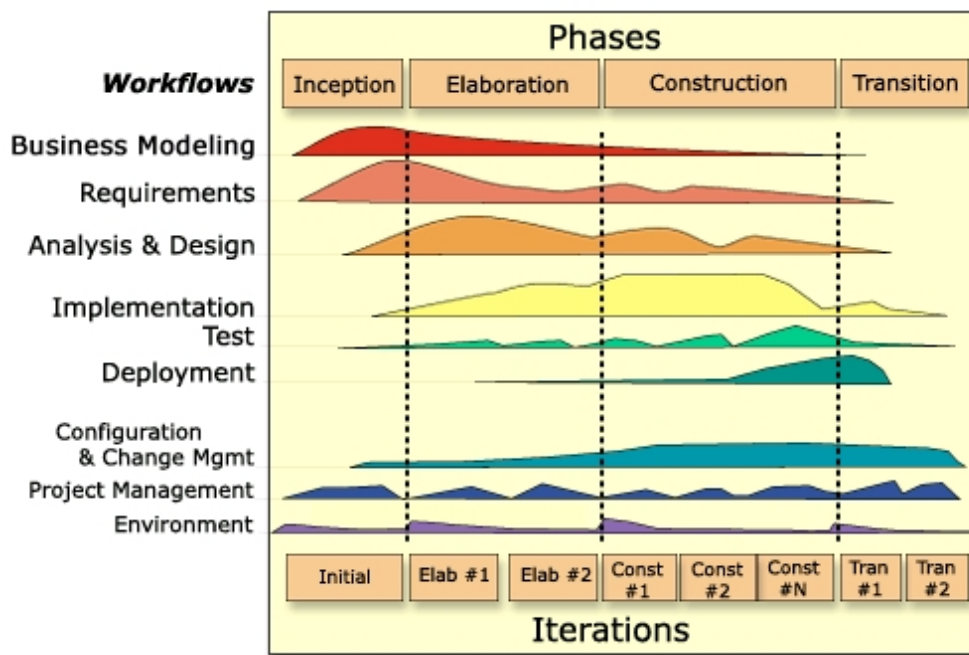 Phases
Workflows
Inception
Elaboration
Construction
Transition
Business Modeling
Requirements
Analysis & Design
Implementation
Test
Deployment
Configuration
& Change Mgmt
Project Management
Environment
Initial
Elab #1
Elab #2
Const
#1
Const
#2
Const
#N
Tran
#1
Tran
#2
Iterations